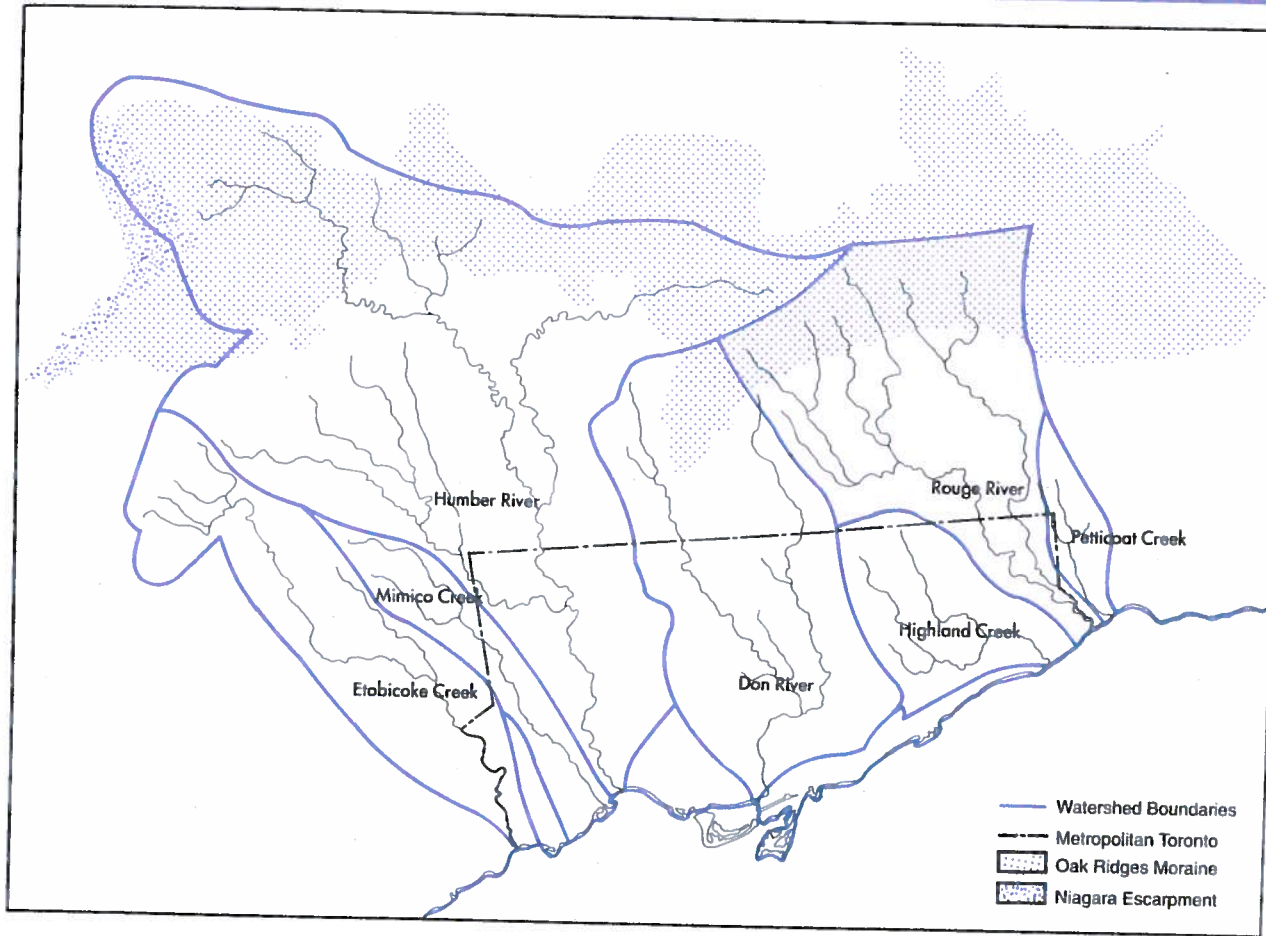 Humber River
Rouge River
Petticoat Creek
Mimico Creek
Highland Creek
Etobicoke Creek
Don River
Watershed Boundaries
Metropolitan Toronto
Oak Ridges Moraine
Niagara Escarpment